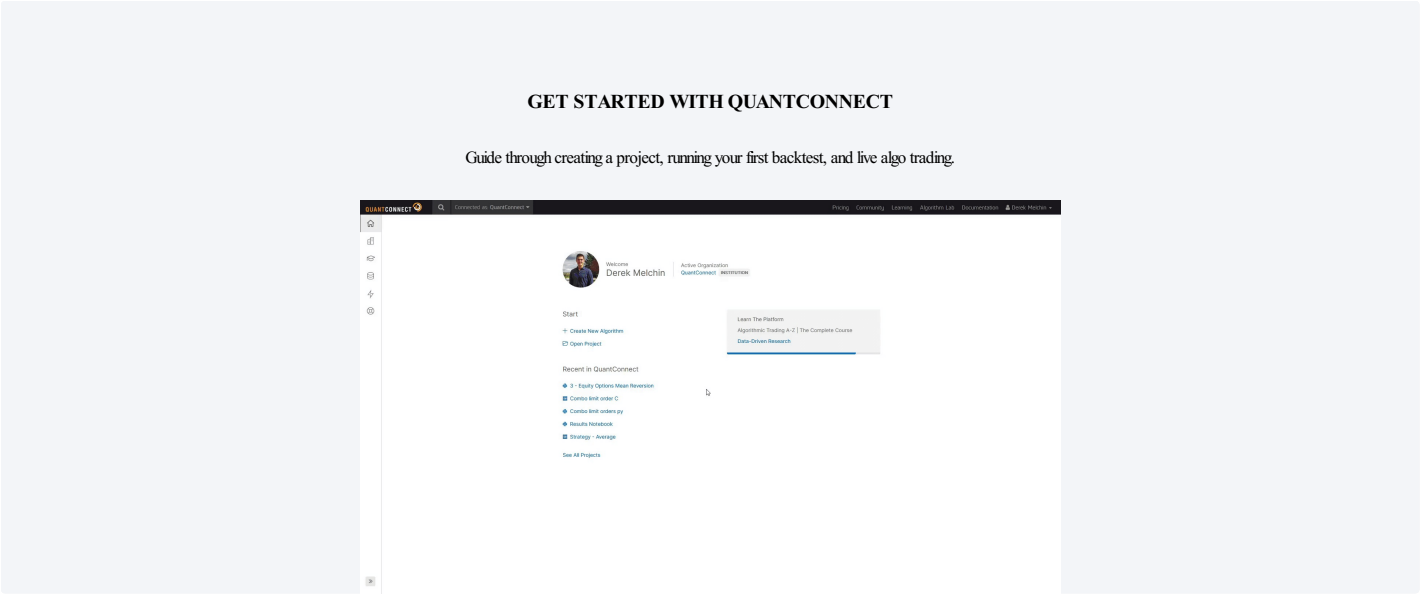 GET STARTED WITH QUANTCONNECT
Guide through creating a project, running your first backtest, and live algo trading.
QUANTCONNECT Connected as: QuantConnect Pricing Community Learning Algorithm Lab Documentation Derek Melchin
Welcome
Derek Melchin
Active Organization
QuantConnect INSTITUTION
Start
+ Create New Algorithm
Open Project
Learn The Platform
Algorithmic Trading A-Z | The Complete Course
Data-Driven Research
Recent in QuantConnect
3 - Equity Options Mean Reversion
Combo limit order C
Combo limit orders py
Results Notebook
Strategy - Average
See All Projects